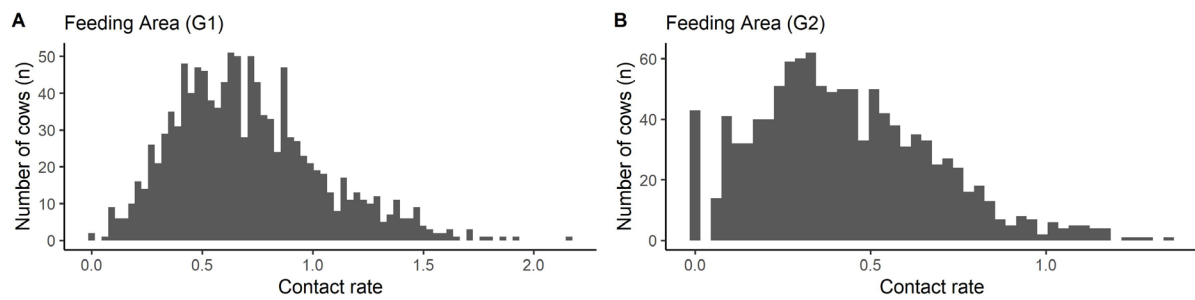 A Feeding Area (G1)
Number of cows (n)
50
40
30
20
10
0
0.0 0.5 1.0 1.5 2.0
Contact rate
B Feeding Area (G2)
Number of cows (n)
60
40
20
0
0.0 0.5 1.0
Contact rate